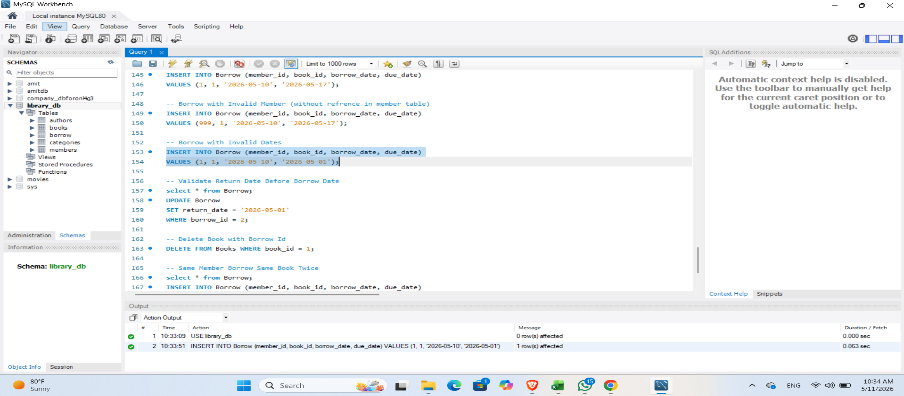 MySQL Workbench
Local instance MySQL80
File Edit View Query Database Server Tools Scripting Help
Navigator
SCHEMAS
Filter objects
amit
amitdb
company_dbforonHg3
library_db
Tables
authors
books
borrow
categories
members
Views
Stored Procedures
Functions
movies
sys
Administration Schemas
Information
Schema: library_db
Object Info Session
Query 1
Limit to 1000 rows
145 INSERT INTO Borrow (member_id, book_id, borrow_date, due_date)
146 VALUES (1, 1, '2026-05-10', '2026-05-17');
147
148 -- Borrow with Invalid Member (without refrence in member table)
149 INSERT INTO Borrow (member_id, book_id, borrow_date, due_date)
150 VALUES (999, 1, '2026-05-10', '2026-05-17');
151
152 -- Borrow with Invalid Dates
153 INSERT INTO Borrow (member_id, book_id, borrow_date, due_date)
154 VALUES (1, 1, '2026-05-10', '2026-05-01');
155
156 -- Validate Return Date Before Borrow Date
157 select * from Borrow;
158 UPDATE Borrow
159 SET return_date = '2026-05-01'
160 WHERE borrow_id = 2;
161
162 -- Delete Book with Borrow Id
163 DELETE FROM Books WHERE book_id = 1;
164
165 -- Same Member Borrow Same Book Twice
166 select * from Borrow;
167 INSERT INTO Borrow (member_id, book_id, borrow_date, due_date)
SQL Additions
Jump to
Automatic context help is disabled.
Use the toolbar to manually get help
for the current caret position or to
toggle automatic help.
Context Help Snippets
Output
Action Output
# Time Action Message Duration / Fetch
1 10:33:09 USE library_db 0 row(s) affected 0.000 sec
2 10:33:51 INSERT INTO Borrow (member_id, book_id, borrow_date, due_date) VALUES (1, 1, '2026-05-10', '2026-05-01') 1 row(s) affected 0.063 sec
80°F
Sunny
Search
ENG
10:34 AM
5/11/2026